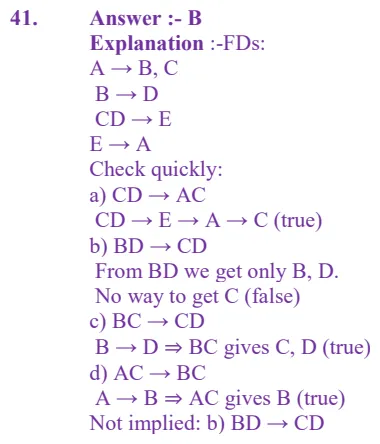 41. Answer :- B
Explanation :-FDs:
A → B, C
B → D
CD → E
E → A
Check quickly:
a) CD → AC
CD → E → A → C (true)
b) BD → CD
From BD we get only B, D.
No way to get C (false)
c) BC → CD
B → D ⇒ BC gives C, D (true)
d) AC → BC
A → B ⇒ AC gives B (true)
Not implied: b) BD → CD